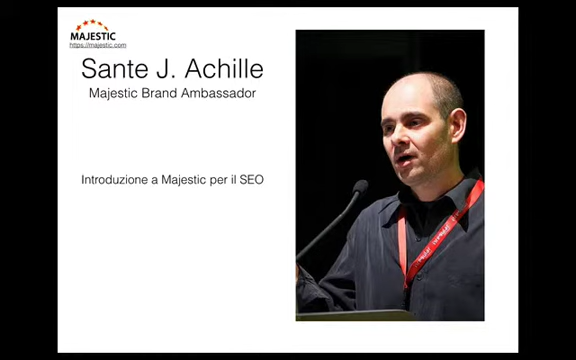 MAJESTIC
https://majestic.com
Sante J. Achille
Majestic Brand Ambassador
Introduzione a Majestic per il SEO